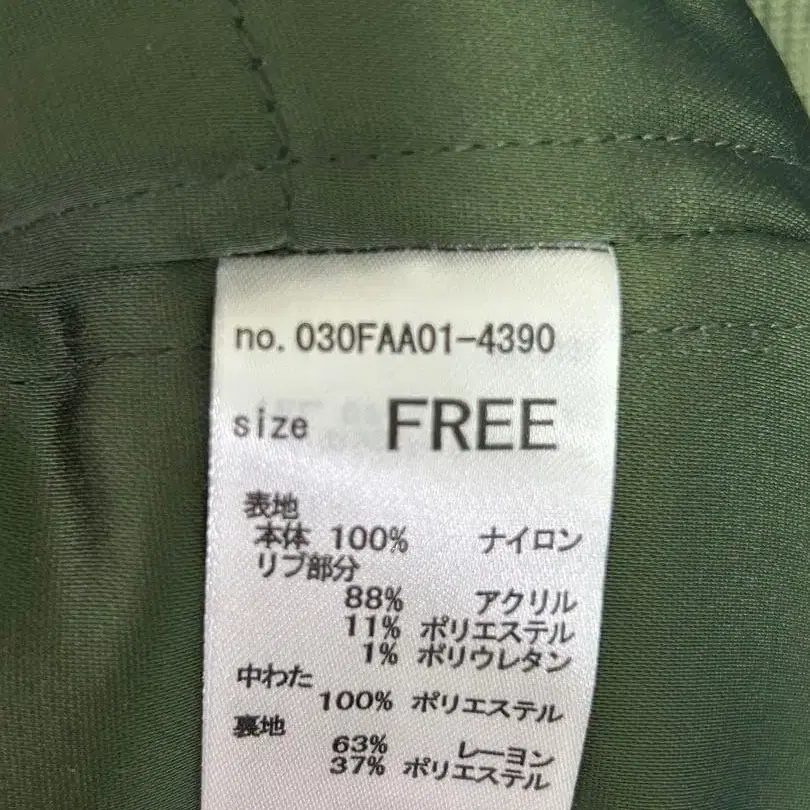 no. 030FAA01-4390
size FREE
表地
本体 100% ナイロン
リブ部分
88% アクリル
11% ポリエステル
1% ポリウレタン
中わた
100% ポリエステル
裏地
63% レーヨン
37% ポリエステル